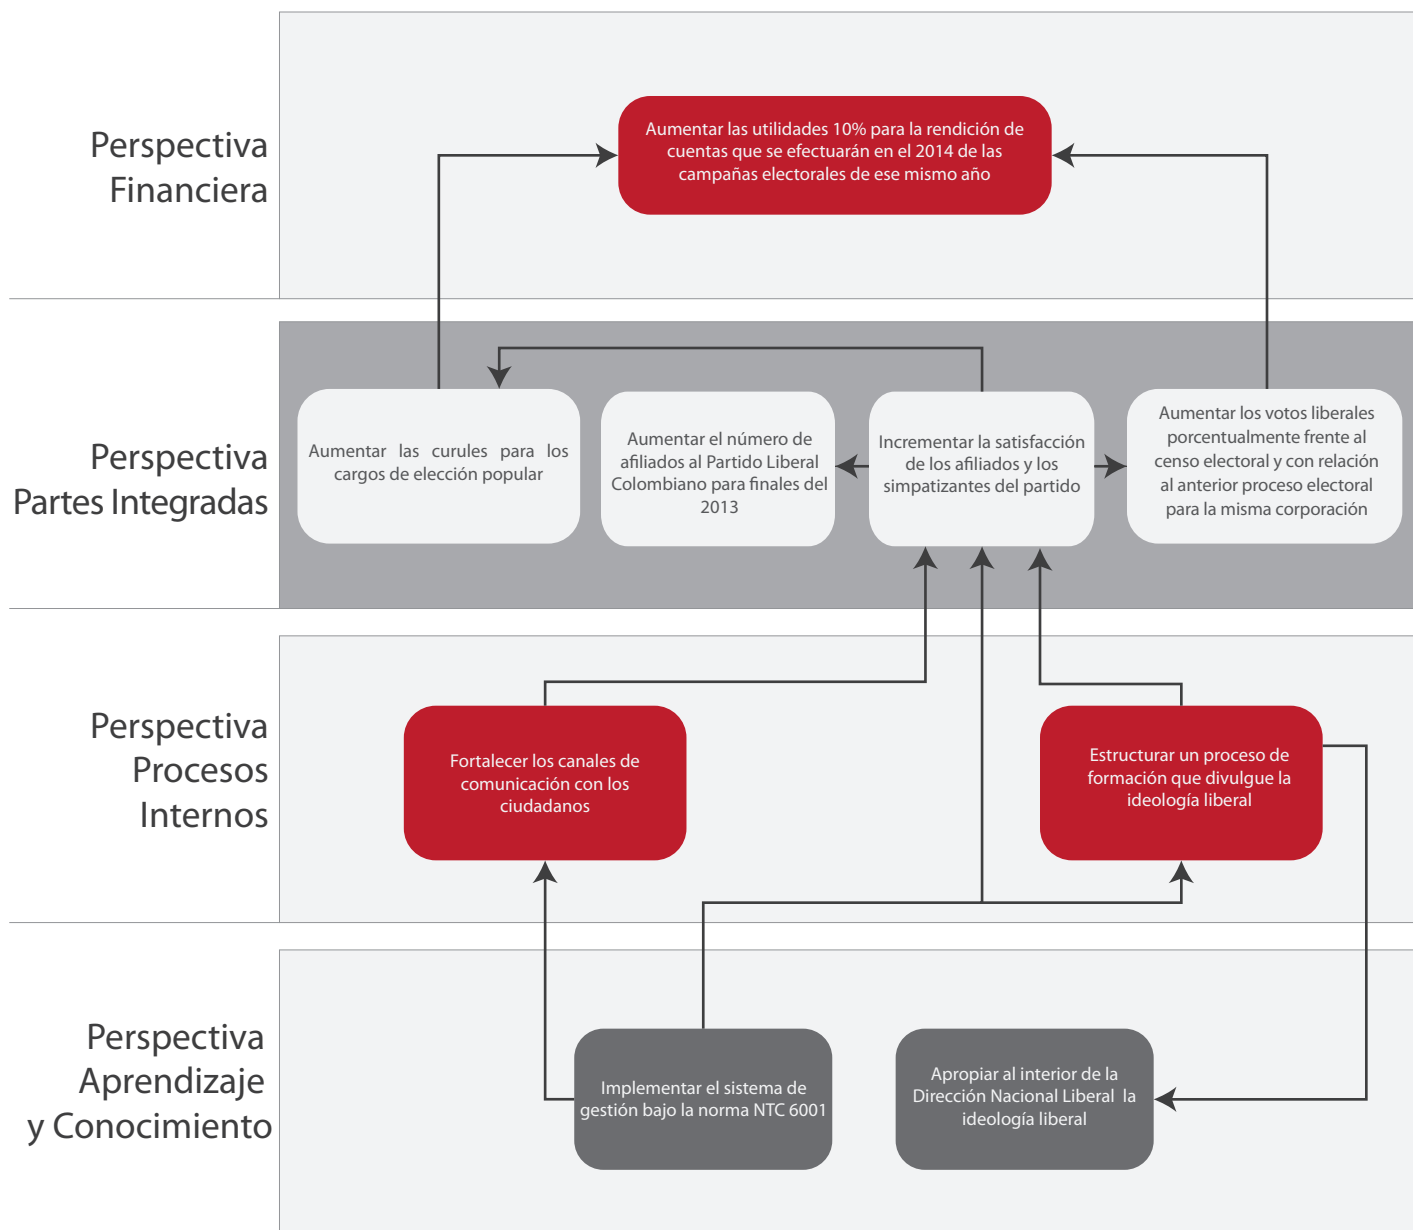 Perspectiva
Financiera
Aumentar las utilidades 10% para la rendición de
cuentas que se efectuarán en el 2014 de las
campañas electorales de ese mismo año
Perspectiva
Partes Integradas
Aumentar las curules para los
cargos de elección popular
Aumentar el número de
afiliados al Partido Liberal
Colombiano para finales del
2013
Incrementar la satisfacción
de los afiliados y los
simpatizantes del partido
Aumentar los votos liberales
porcentualmente frente al
censo electoral y con relación
al anterior proceso electoral
para la misma corporación
Perspectiva
Procesos
Internos
Fortalecer los canales de
comunicación con los
ciudadanos
Estructurar un proceso de
formación que divulgue la
ideología liberal
Perspectiva
Aprendizaje
y Conocimiento
Implementar el sistema de
gestión bajo la norma NTC 6001
Apropiar al interior de la
Dirección Nacional Liberal la
ideología liberal